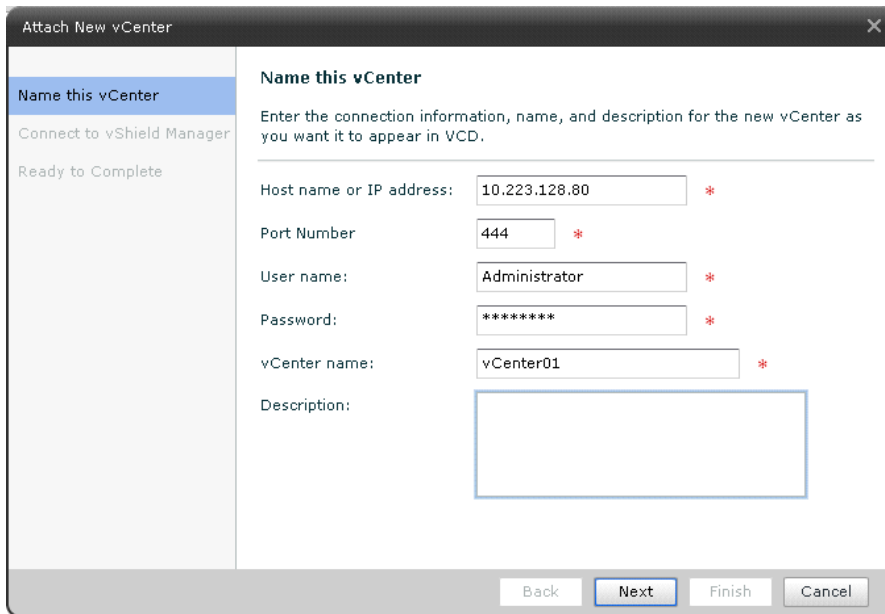 Attach New vCenter
Name this vCenter
Connect to vShield Manager
Ready to Complete
Name this vCenter
Enter the connection information, name, and description for the new vCenter as
you want it to appear in VCD.
Host name or IP address: 10.223.128.80 *
Port Number 444 *
User name: Administrator *
Password: ******** *
vCenter name: vCenter01 *
Description:
Back Next Finish Cancel